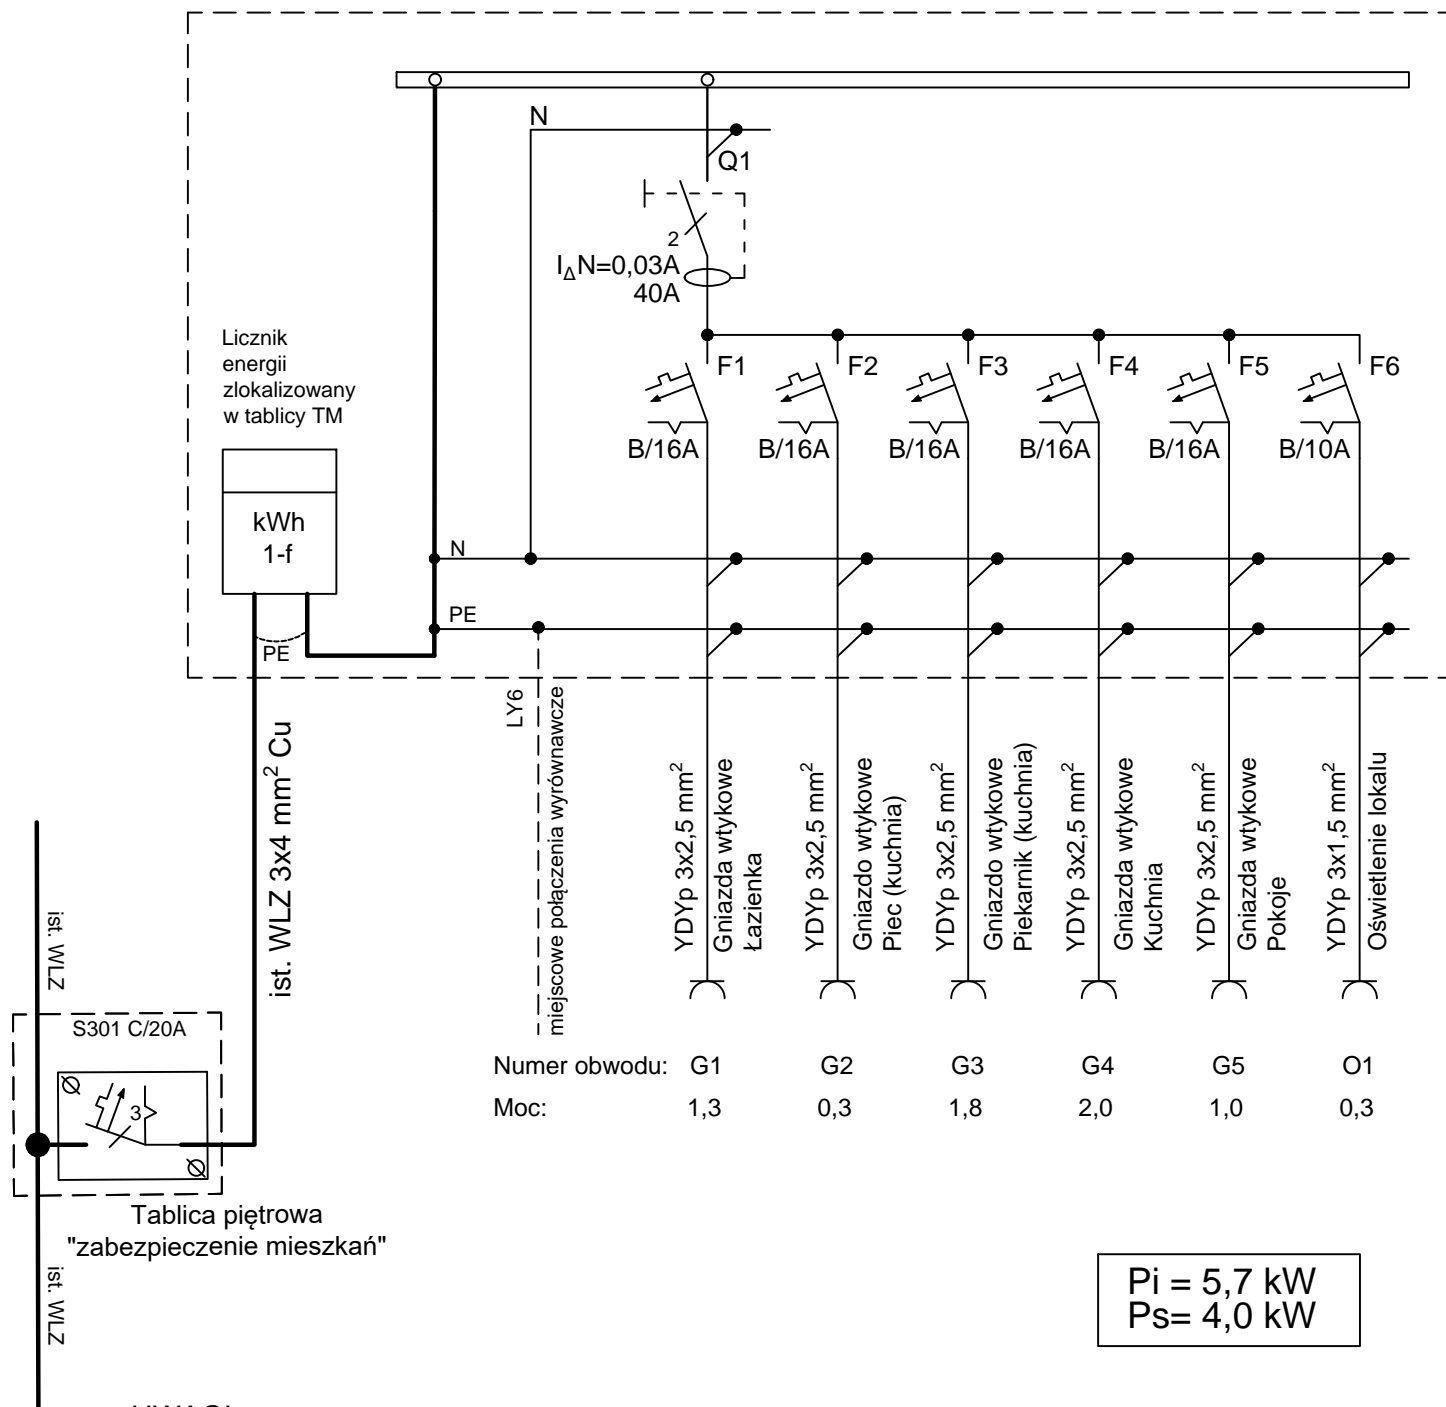 N
Q1
2
I∆N=0,03A
40A
Licznik
energii
zlokalizowany
w tablicy TM
F1
F2
F3
F4
F5
F6
B/16A
B/16A
B/16A
B/16A
B/16A
B/10A
kWh
1-f
N
PE
PE
LY6
miejscowe połączenia wyrównawcze
ist. WLZ 3x4 mm² Cu
YDYp 3x2,5 mm²
Gniazda wtykowe
Łazienka
YDYp 3x2,5 mm²
Gniazdo wtykowe
Piec (kuchnia)
YDYp 3x2,5 mm²
Gniazdo wtykowe
Piekarnik (kuchnia)
YDYp 3x2,5 mm²
Gniazda wtykowe
Kuchnia
YDYp 3x2,5 mm²
Gniazda wtykowe
Pokoje
YDYp 3x1,5 mm²
Oświetlenie lokalu
ist. WLZ
S301 C/20A
3
Numer obwodu: G1 G2 G3 G4 G5 O1
Moc: 1,3 0,3 1,8 2,0 1,0 0,3
Tablica piętrowa
"zabezpieczenie mieszkań"
ist. WLZ
Pi = 5,7 kW
Ps= 4,0 kW